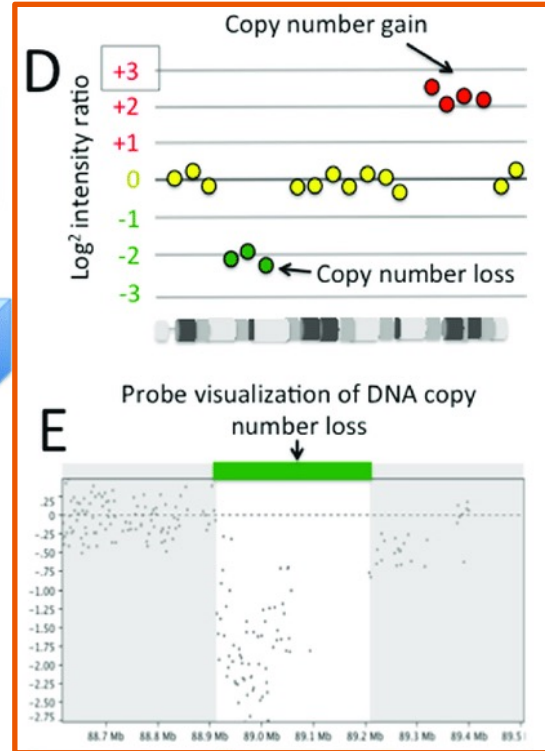 D
Copy number gain
Log² intensity ratio
+3
+2
+1
0
-1
-2
-3
Copy number loss
E
Probe visualization of DNA copy
number loss
.25
0
-.25
-.50
-.75
-1.00
-1.25
-1.50
-1.75
-2.00
-2.25
-2.50
-2.75
88.7 Mb 88.8 Mb 88.9 Mb 89.0 Mb 89.1 Mb 89.2 Mb 89.3 Mb 89.4 Mb 89.5